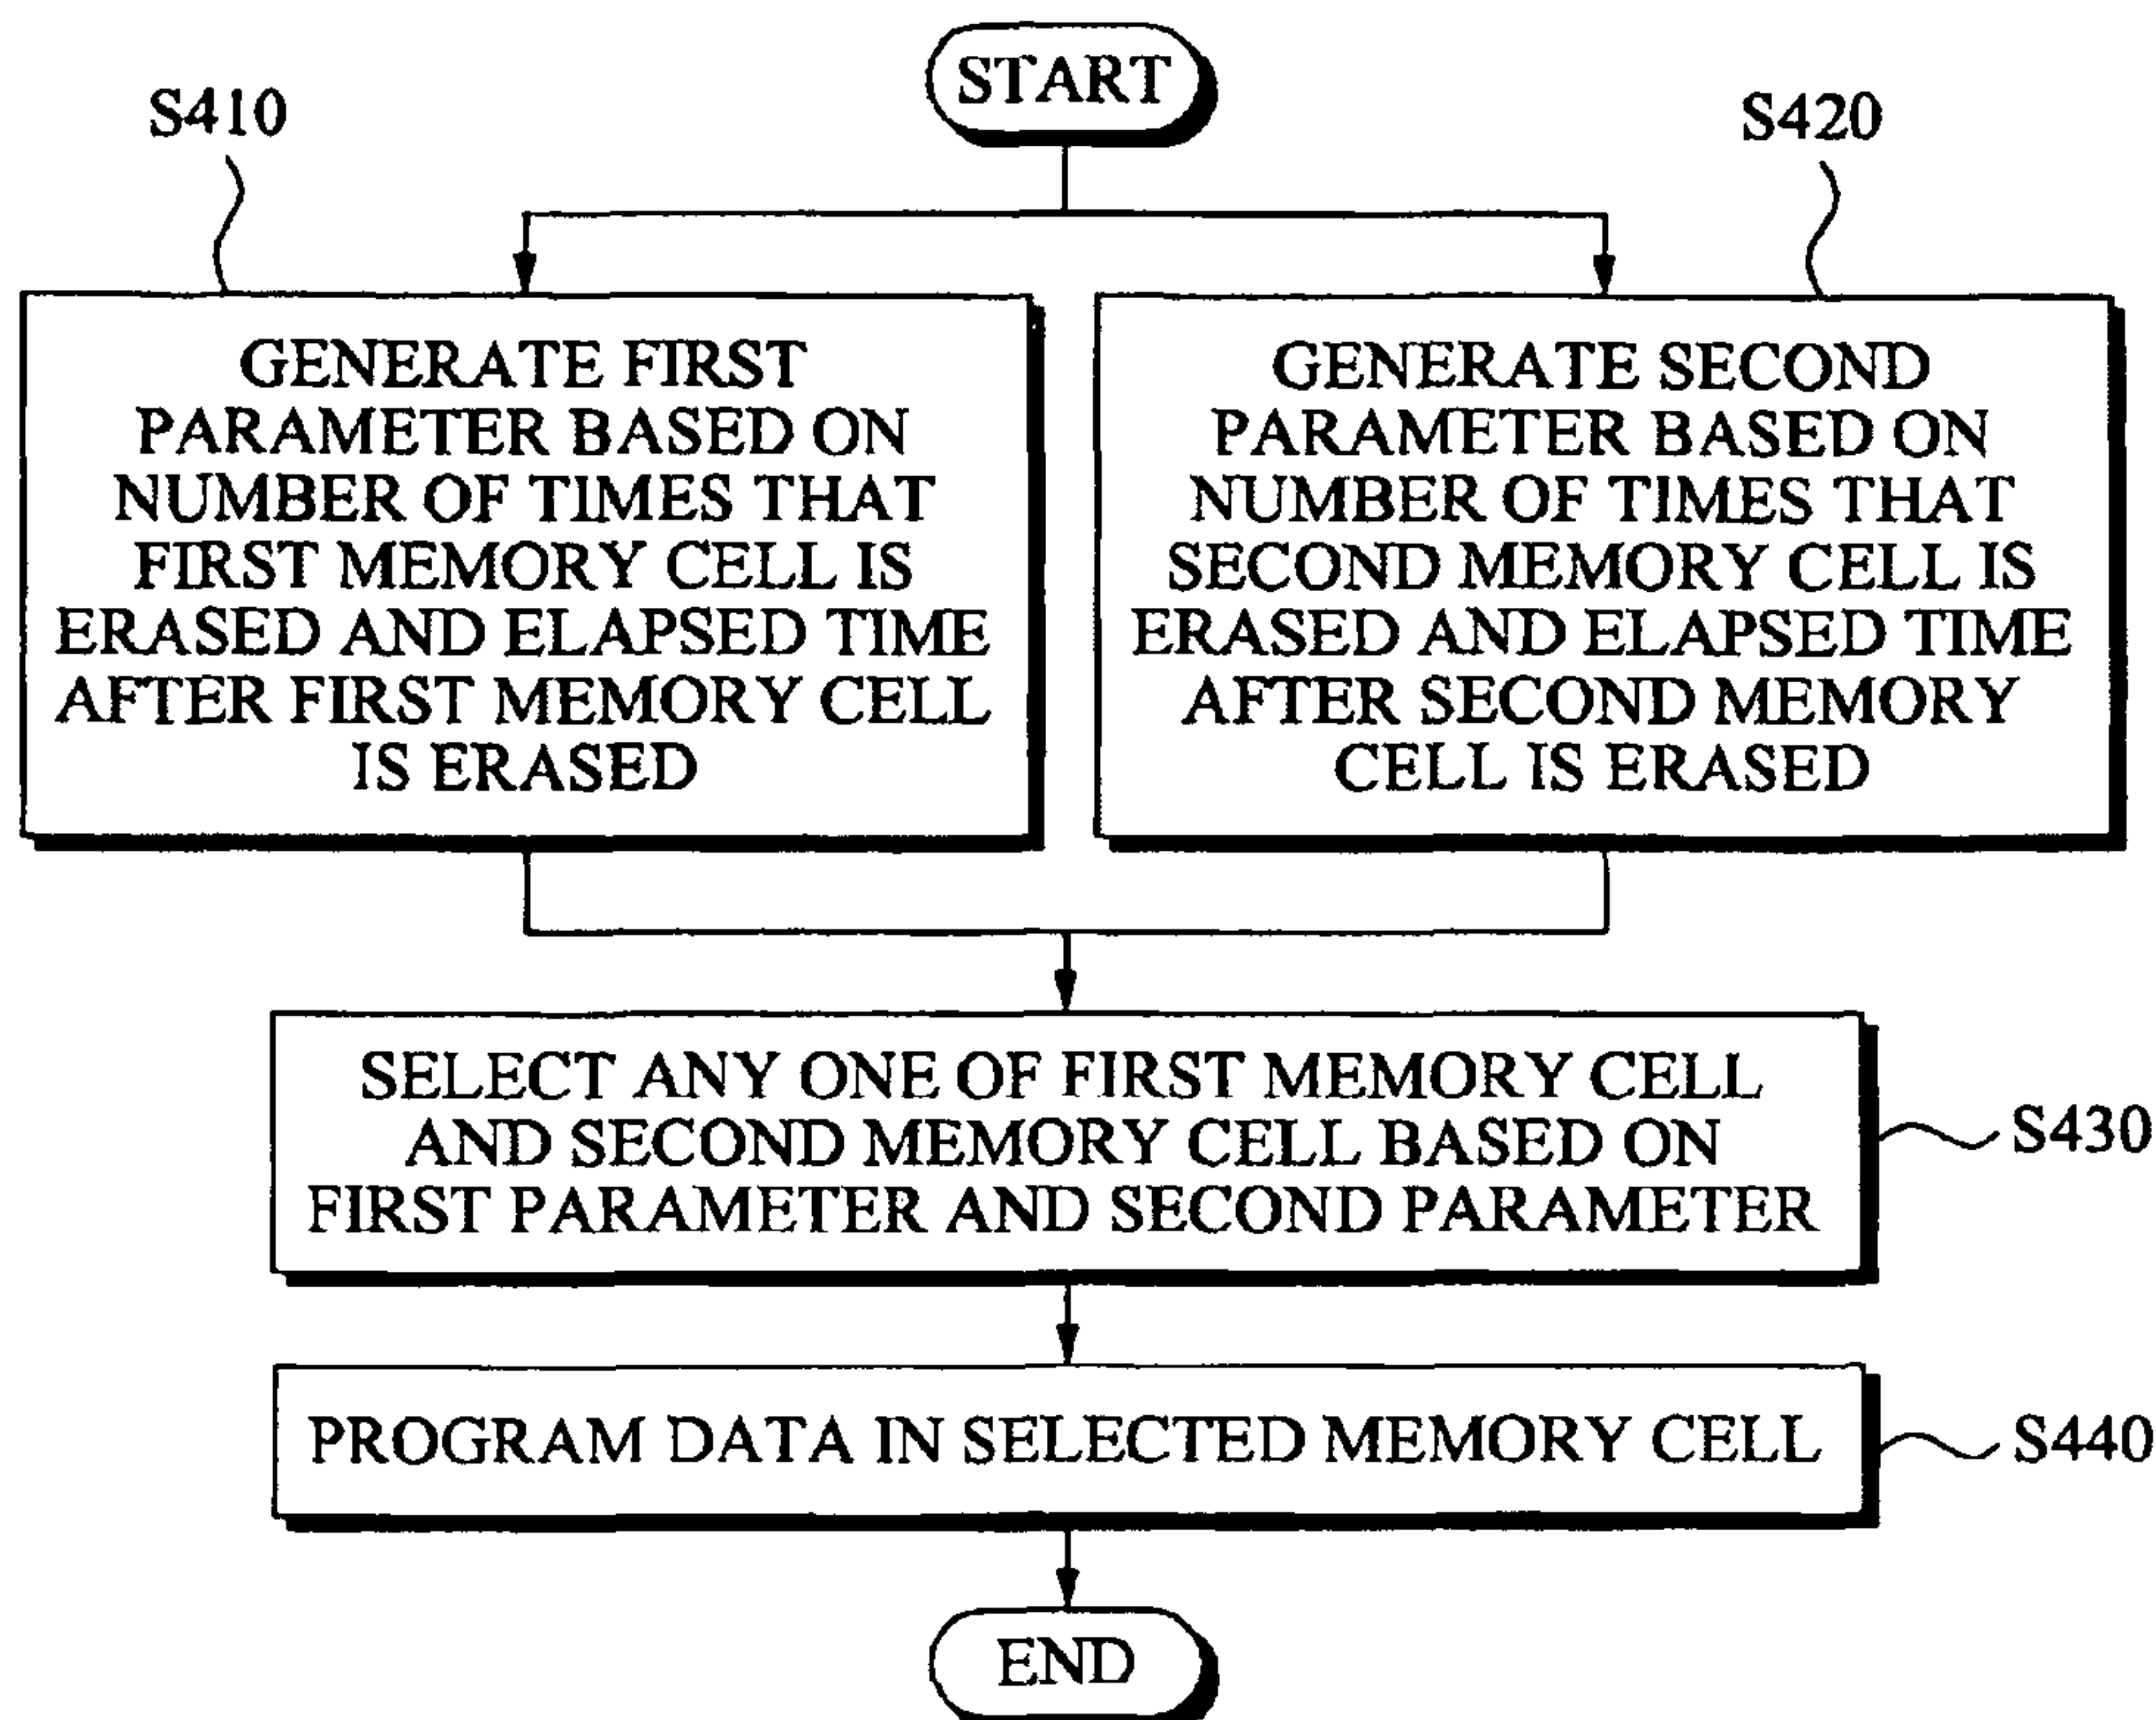 START
S410
S420
GENERATE FIRST
PARAMETER BASED ON
NUMBER OF TIMES THAT
FIRST MEMORY CELL IS
ERASED AND ELAPSED TIME
AFTER FIRST MEMORY CELL
IS ERASED
GENERATE SECOND
PARAMETER BASED ON
NUMBER OF TIMES THAT
SECOND MEMORY CELL IS
ERASED AND ELAPSED TIME
AFTER SECOND MEMORY
CELL IS ERASED
SELECT ANY ONE OF FIRST MEMORY CELL
AND SECOND MEMORY CELL BASED ON
FIRST PARAMETER AND SECOND PARAMETER
S430
PROGRAM DATA IN SELECTED MEMORY CELL
S440
END